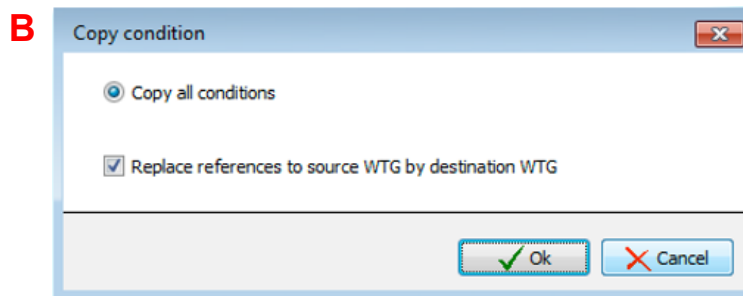 B
Copy condition
Copy all conditions
Replace references to source WTG by destination WTG
Ok
Cancel